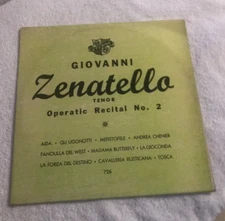 GIOVANNI
Zenatello
TENOR
Operatic Recital No. 2
AIDA • GLI UGONOTTI • MEFISTOFELE • ANDREA CHENIER
FANCIULLA DEL WEST • MADAMA BUTTERFLY • LA GIOCONDA
LA FORZA DEL DESTINO • CAVALLERIA RUSTICANA • TOSCA
726